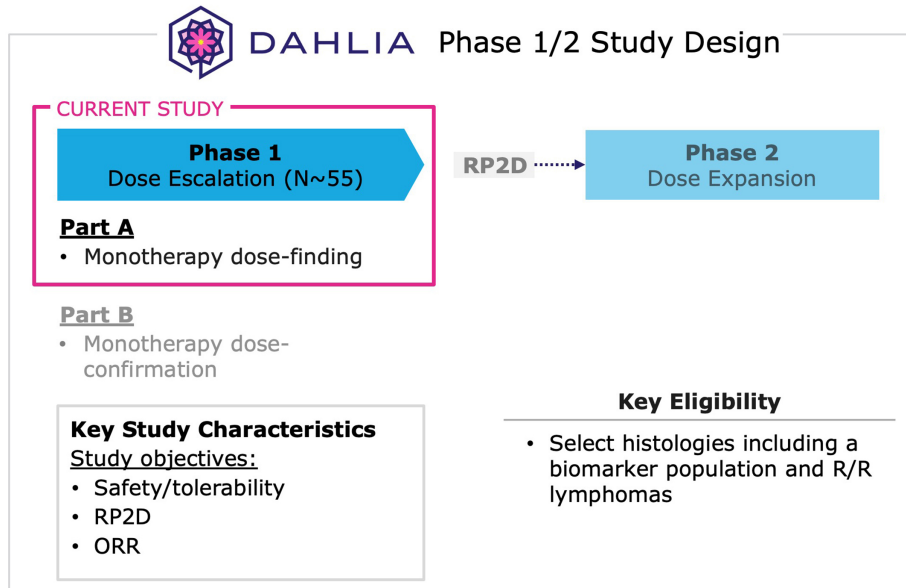 DAHLIA Phase 1/2 Study Design
CURRENT STUDY
Phase 1
Dose Escalation (N~55)
RP2D
Phase 2
Dose Expansion
Part A
• Monotherapy dose-finding
Part B
• Monotherapy dose-
confirmation
Key Study Characteristics
Study objectives:
• Safety/tolerability
• RP2D
• ORR
Key Eligibility
• Select histologies including a
biomarker population and R/R
lymphomas